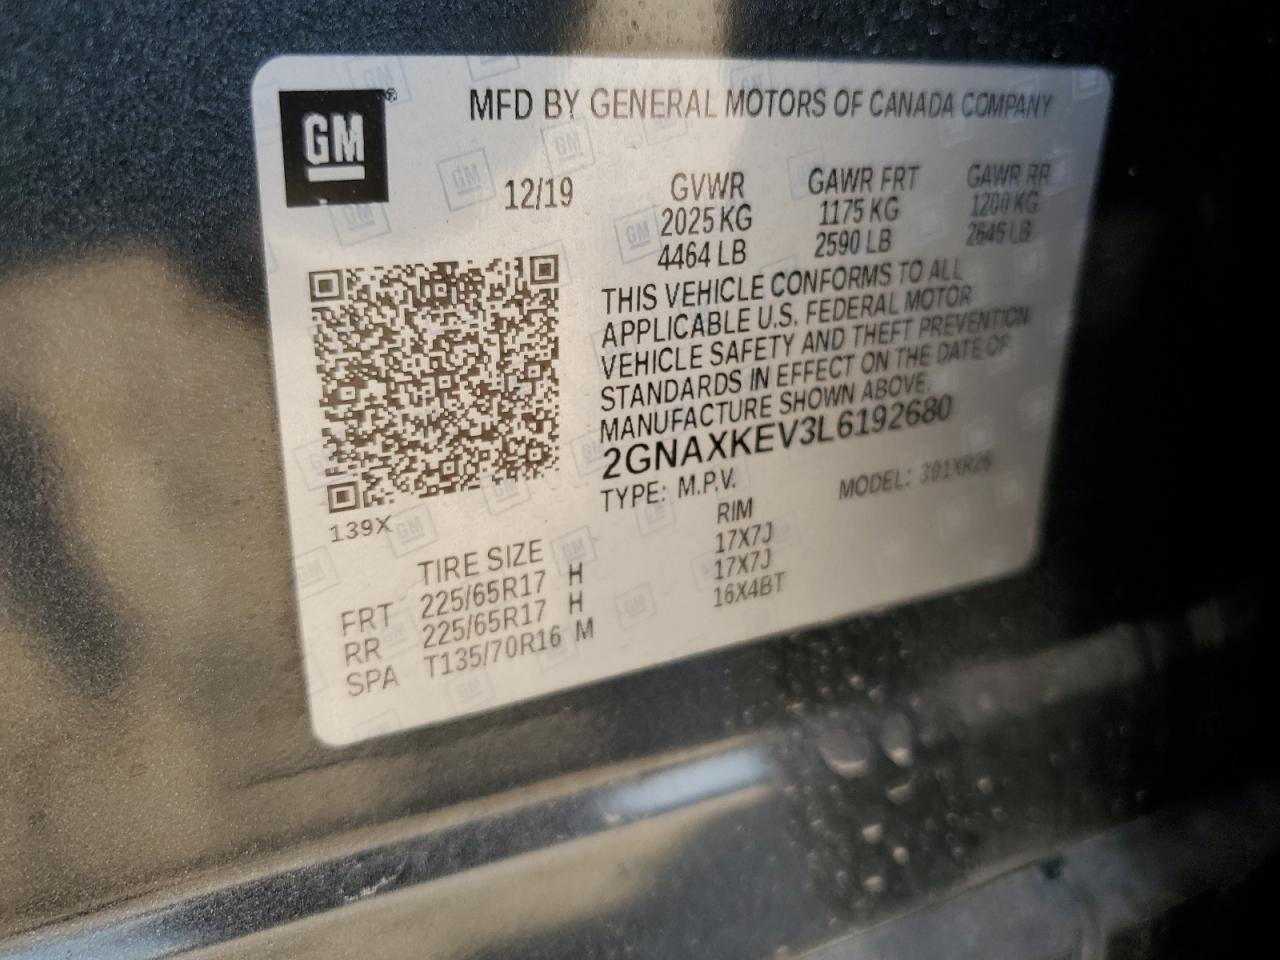 GM
MFD BY GENERAL MOTORS OF CANADA COMPANY
12/19
GVWR GAWR FRT GAWR RR
2025 KG 1175 KG 1200 KG
4464 LB 2590 LB 2645 LB
THIS VEHICLE CONFORMS TO ALL
APPLICABLE U.S. FEDERAL MOTOR
VEHICLE SAFETY AND THEFT PREVENTION
STANDARDS IN EFFECT ON THE DATE OF
MANUFACTURE SHOWN ABOVE.
2GNAXKEV3L6192680
TYPE: M.P.V. MODEL: 301XR26
139X
TIRE SIZE RIM
FRT 225/65R17 H 17X7J
RR 225/65R17 H 17X7J
SPA T135/70R16 M 16X4BT